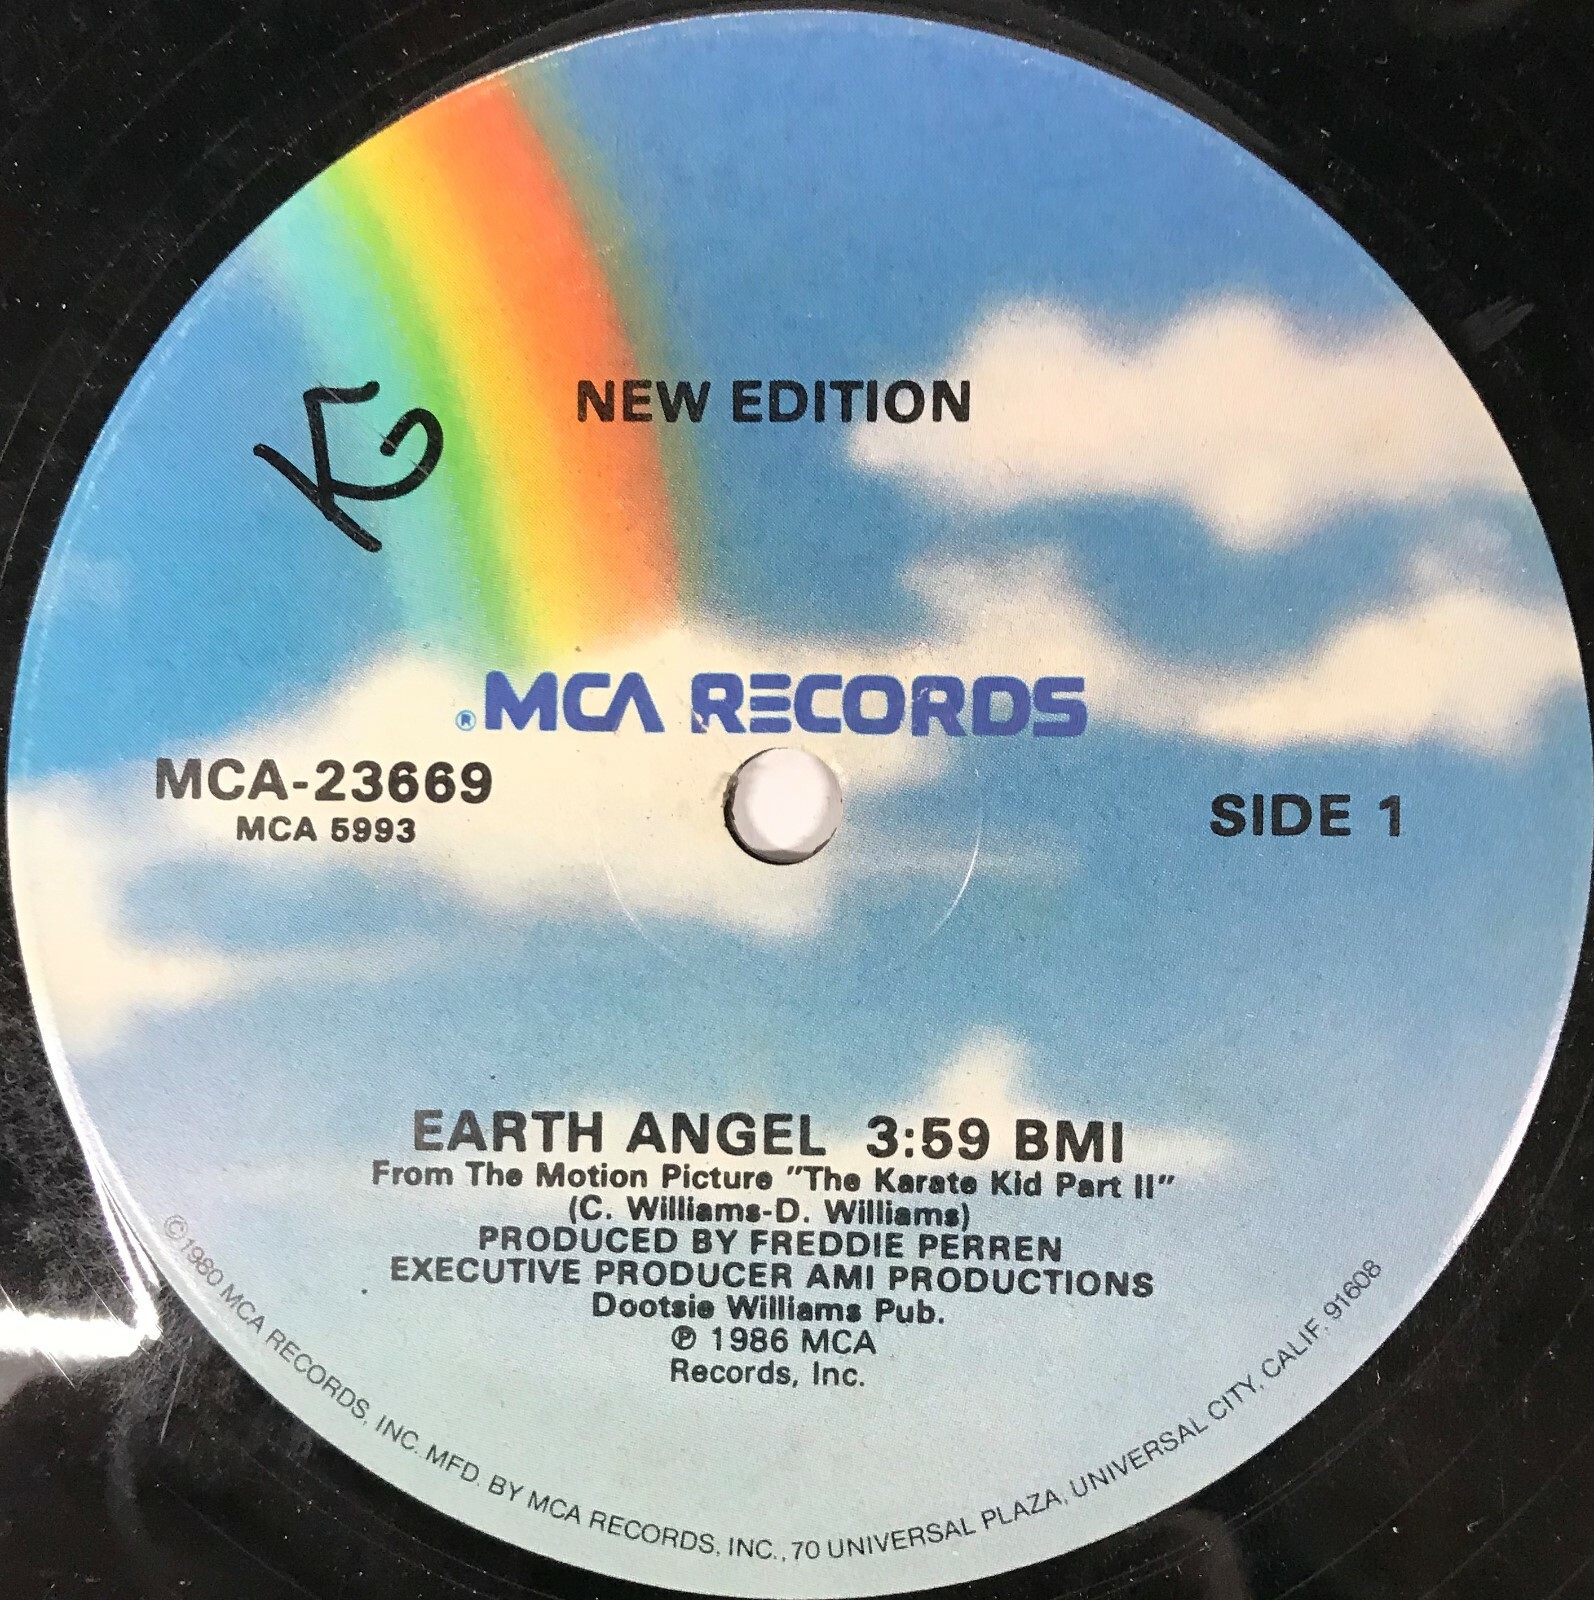 NEW EDITION
KG
® MCA RECORDS
MCA-23669
MCA 5993
SIDE 1
EARTH ANGEL 3:59 BMI
From The Motion Picture "The Karate Kid Part II"
(C. Williams-D. Williams)
PRODUCED BY FREDDIE PERREN
EXECUTIVE PRODUCER AMI PRODUCTIONS
Dootsie Williams Pub.
℗ 1986 MCA
Records, Inc.
©1980 MCA RECORDS, INC. MFD. BY MCA RECORDS, INC., 70 UNIVERSAL PLAZA, UNIVERSAL CITY, CALIF. 91608